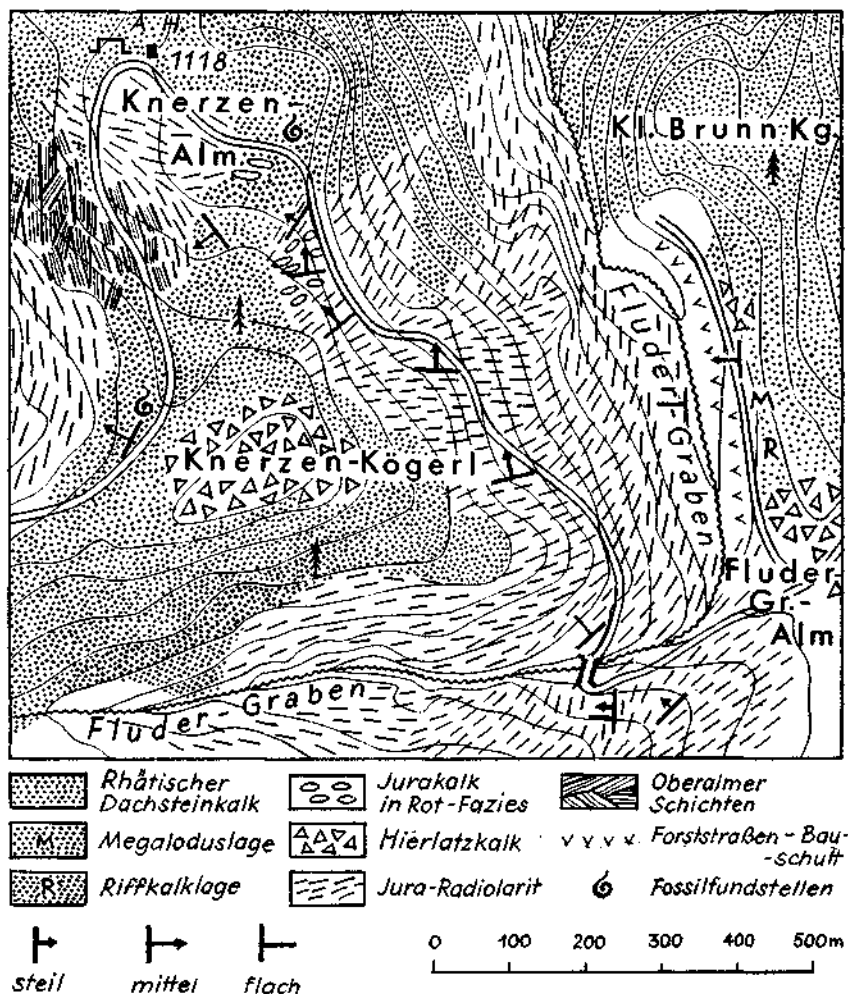 A H
1118
Knerzen-
Alm
Kl. Brunn Kg.
Fluder-Graben
M
R
Knerzen-Kogerl
Fluder-
Gr.-
Alm
Fluder-Graben
Rhätischer
Dachsteinkalk
Jurakalk
in Rot-Fazies
Oberalmer
Schichten
M Megaloduslage
Hierlatzkalk
Forststraßen-Bau-
-schutt
R Riffkalklage
Jura-Radiolarit
Fossilfundstellen
steil mittel flach
0 100 200 300 400 500m